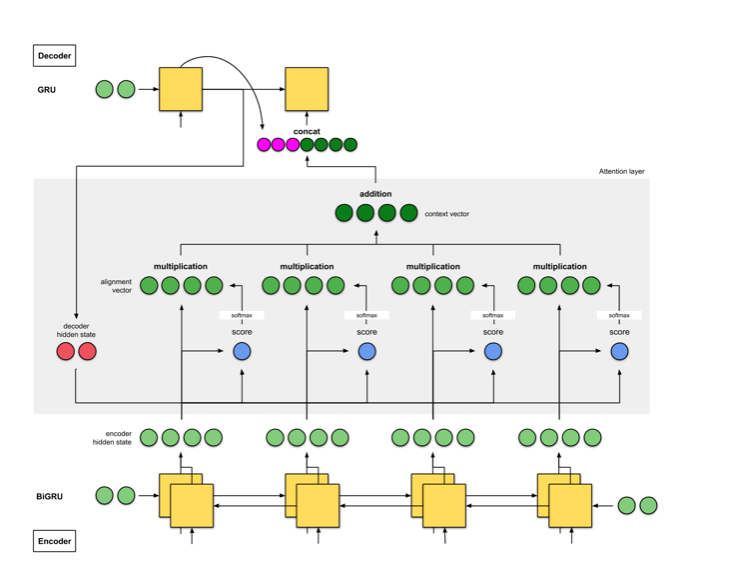 Decoder
GRU
concat
Attention layer
addition
context vector
multiplication multiplication multiplication multiplication
alignment
vector
softmax softmax softmax softmax
score score score score
decoder
hidden state
encoder
hidden state
BiGRU
Encoder